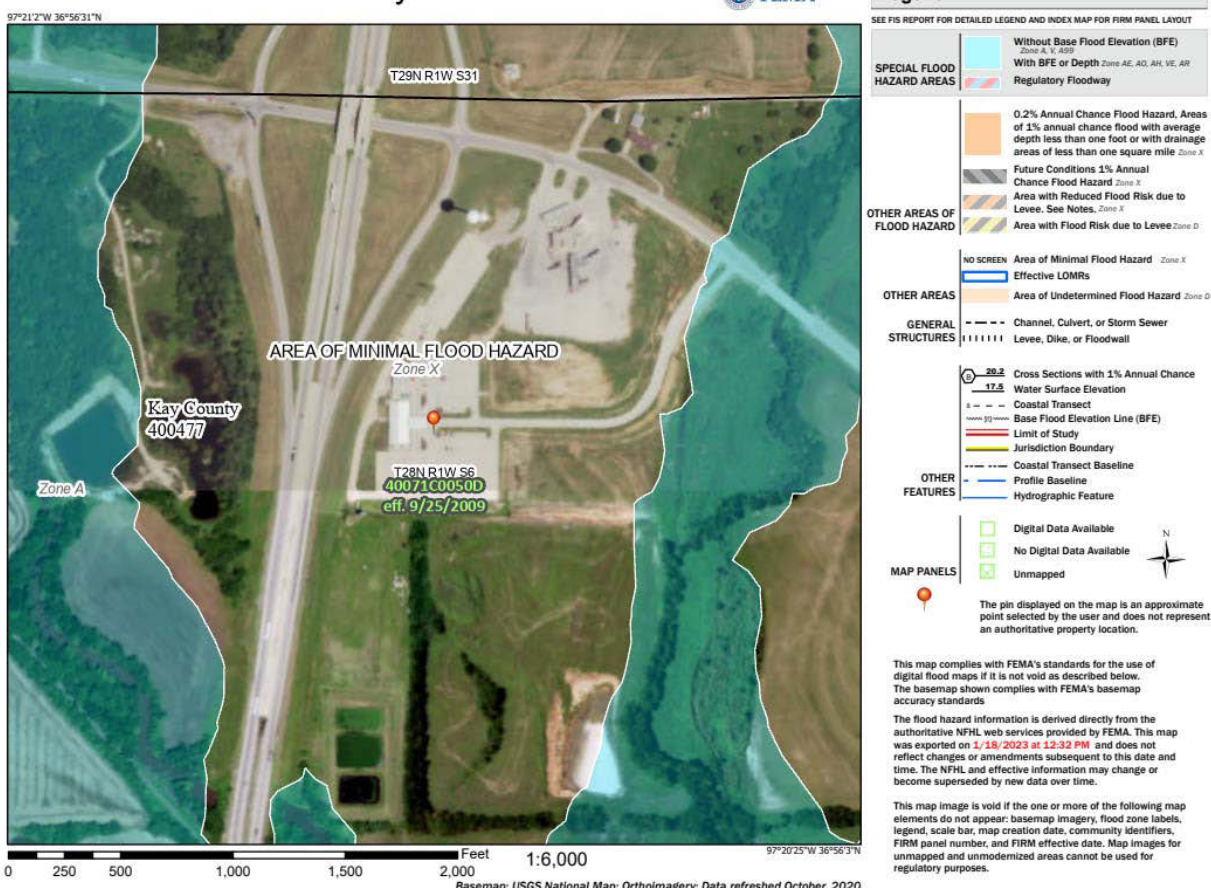 97°21'2"W 36°56'31"N
T29N R1W S31
AREA OF MINIMAL FLOOD HAZARD
Zone X
Kay County
400477
Zone A
T28N R1W S6
40071C0050D
eff. 9/25/2009
97°20'25"W 36°56'3"N
0 250 500 1,000 1,500 2,000 Feet 1:6,000
Basemap: USGS National Map: Orthoimagery: Data refreshed October, 2020
SEE FIS REPORT FOR DETAILED LEGEND AND INDEX MAP FOR FIRM PANEL LAYOUT
SPECIAL FLOOD
HAZARD AREAS
Without Base Flood Elevation (BFE)
Zone A, V, A99
With BFE or Depth Zone AE, AO, AH, VE, AR
Regulatory Floodway
OTHER AREAS OF
FLOOD HAZARD
0.2% Annual Chance Flood Hazard, Areas
of 1% annual chance flood with average
depth less than one foot or with drainage
areas of less than one square mile Zone X
Future Conditions 1% Annual
Chance Flood Hazard Zone X
Area with Reduced Flood Risk due to
Levee. See Notes. Zone X
Area with Flood Risk due to Levee Zone D
OTHER AREAS
NO SCREEN Area of Minimal Flood Hazard Zone X
Effective LOMRs
Area of Undetermined Flood Hazard Zone D
GENERAL
STRUCTURES
Channel, Culvert, or Storm Sewer
Levee, Dike, or Floodwall
OTHER
FEATURES
B 20.2 Cross Sections with 1% Annual Chance
17.5 Water Surface Elevation
8 Coastal Transect
513 Base Flood Elevation Line (BFE)
Limit of Study
Jurisdiction Boundary
Coastal Transect Baseline
Profile Baseline
Hydrographic Feature
MAP PANELS
Digital Data Available
No Digital Data Available
Unmapped
N
The pin displayed on the map is an approximate
point selected by the user and does not represent
an authoritative property location.
This map complies with FEMA's standards for the use of
digital flood maps if it is not void as described below.
The basemap shown complies with FEMA's basemap
accuracy standards
The flood hazard information is derived directly from the
authoritative NFHL web services provided by FEMA. This map
was exported on 1/18/2023 at 12:32 PM and does not
reflect changes or amendments subsequent to this date and
time. The NFHL and effective information may change or
become superseded by new data over time.
This map image is void if the one or more of the following map
elements do not appear: basemap imagery, flood zone labels,
legend, scale bar, map creation date, community identifiers,
FIRM panel number, and FIRM effective date. Map images for
unmapped and unmodernized areas cannot be used for
regulatory purposes.